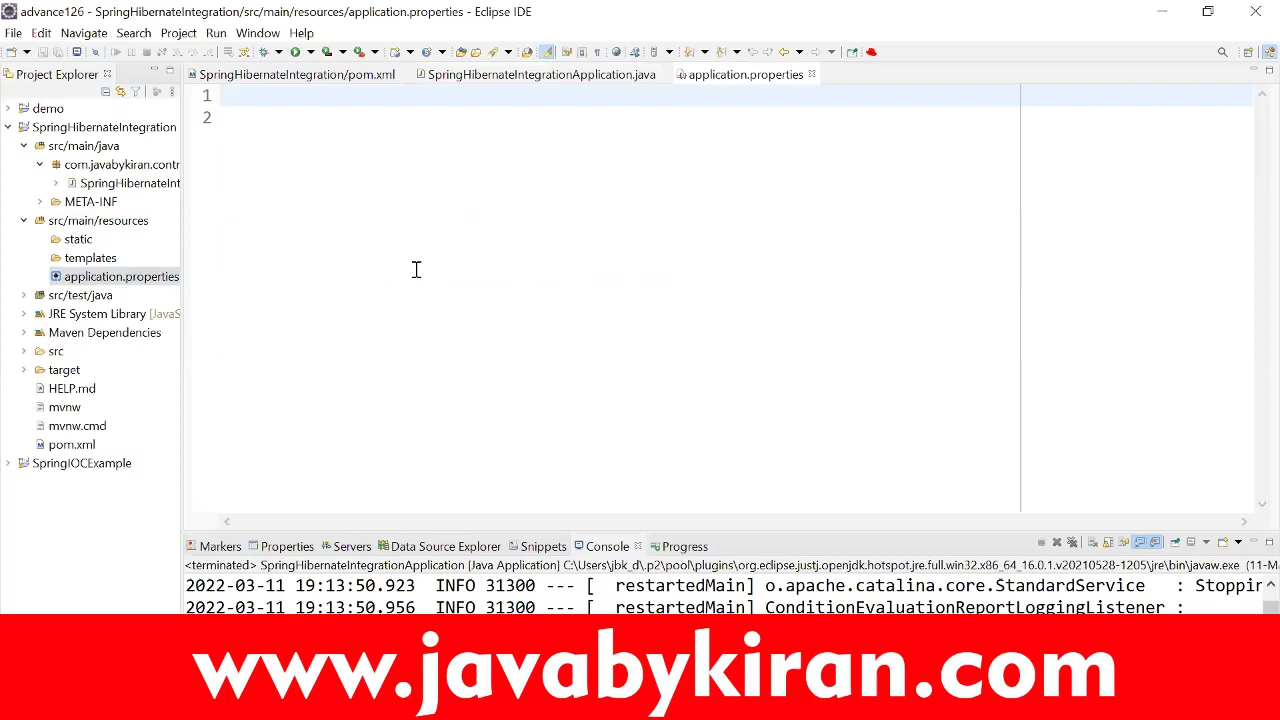 advance126 - SpringHibernateIntegration/src/main/resources/application.properties - Eclipse IDE
File Edit Navigate Search Project Run Window Help
Project Explorer
SpringHibernateIntegration/pom.xml
SpringHibernateIntegrationApplication.java
application.properties
demo
SpringHibernateIntegration
src/main/java
com.javabykiran.contr
SpringHibernateInt
META-INF
src/main/resources
static
templates
application.properties
src/test/java
JRE System Library [JavaS
Maven Dependencies
src
target
HELP.md
mvnw
mvnw.cmd
pom.xml
SpringIOCExample
1
2
Markers Properties Servers Data Source Explorer Snippets Console Progress
<terminated> SpringHibernateIntegrationApplication [Java Application] C:\Users\jbk_d\.p2\pool\plugins\org.eclipse.justj.openjdk.hotspot.jre.full.win32.x86_64_16.0.1.v20210528-1205\jre\bin\javaw.exe (11-Ma
2022-03-11 19:13:50.923 INFO 31300 --- [ restartedMain] o.apache.catalina.core.StandardService : Stoppin
2022-03-11 19:13:50.956 INFO 31300 --- [ restartedMain] ConditionEvaluationReportLoggingListener :
www.javabykiran.com